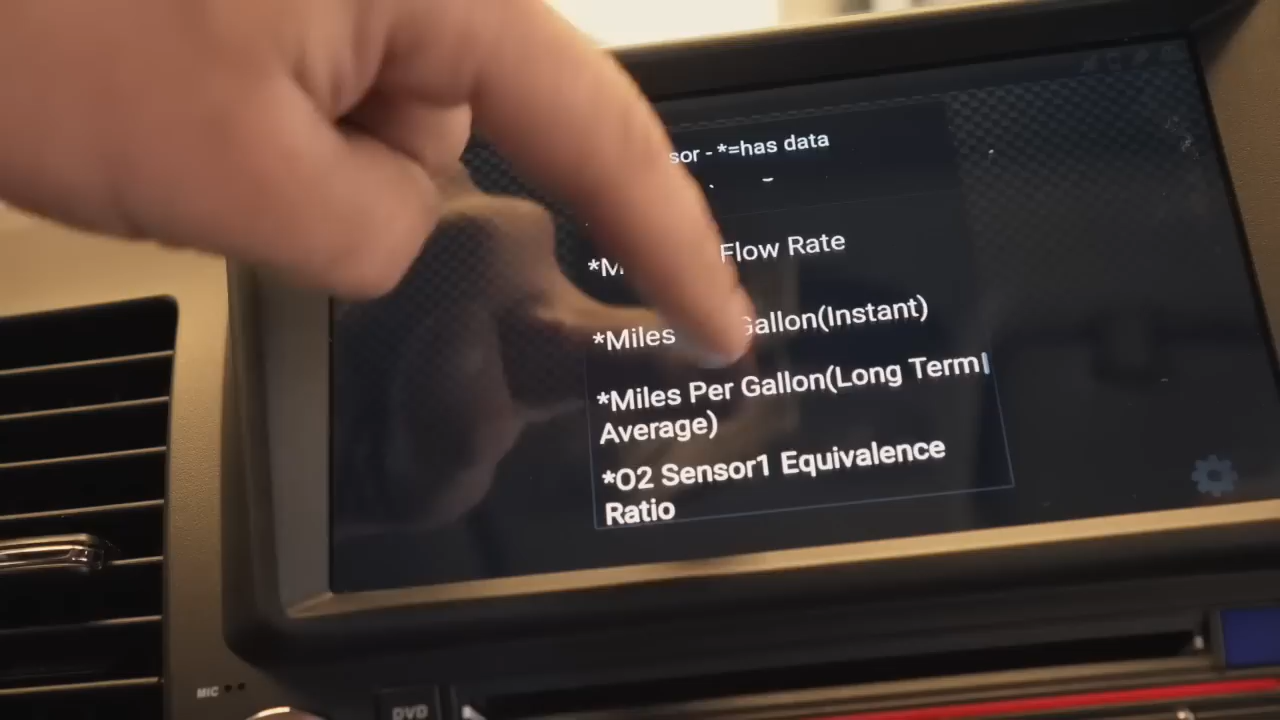 sor - *=has data
*M Flow Rate
*Miles Gallon(Instant)
*Miles Per Gallon(Long Term
Average)
*O2 Sensor1 Equivalence
Ratio
MIC
DVD